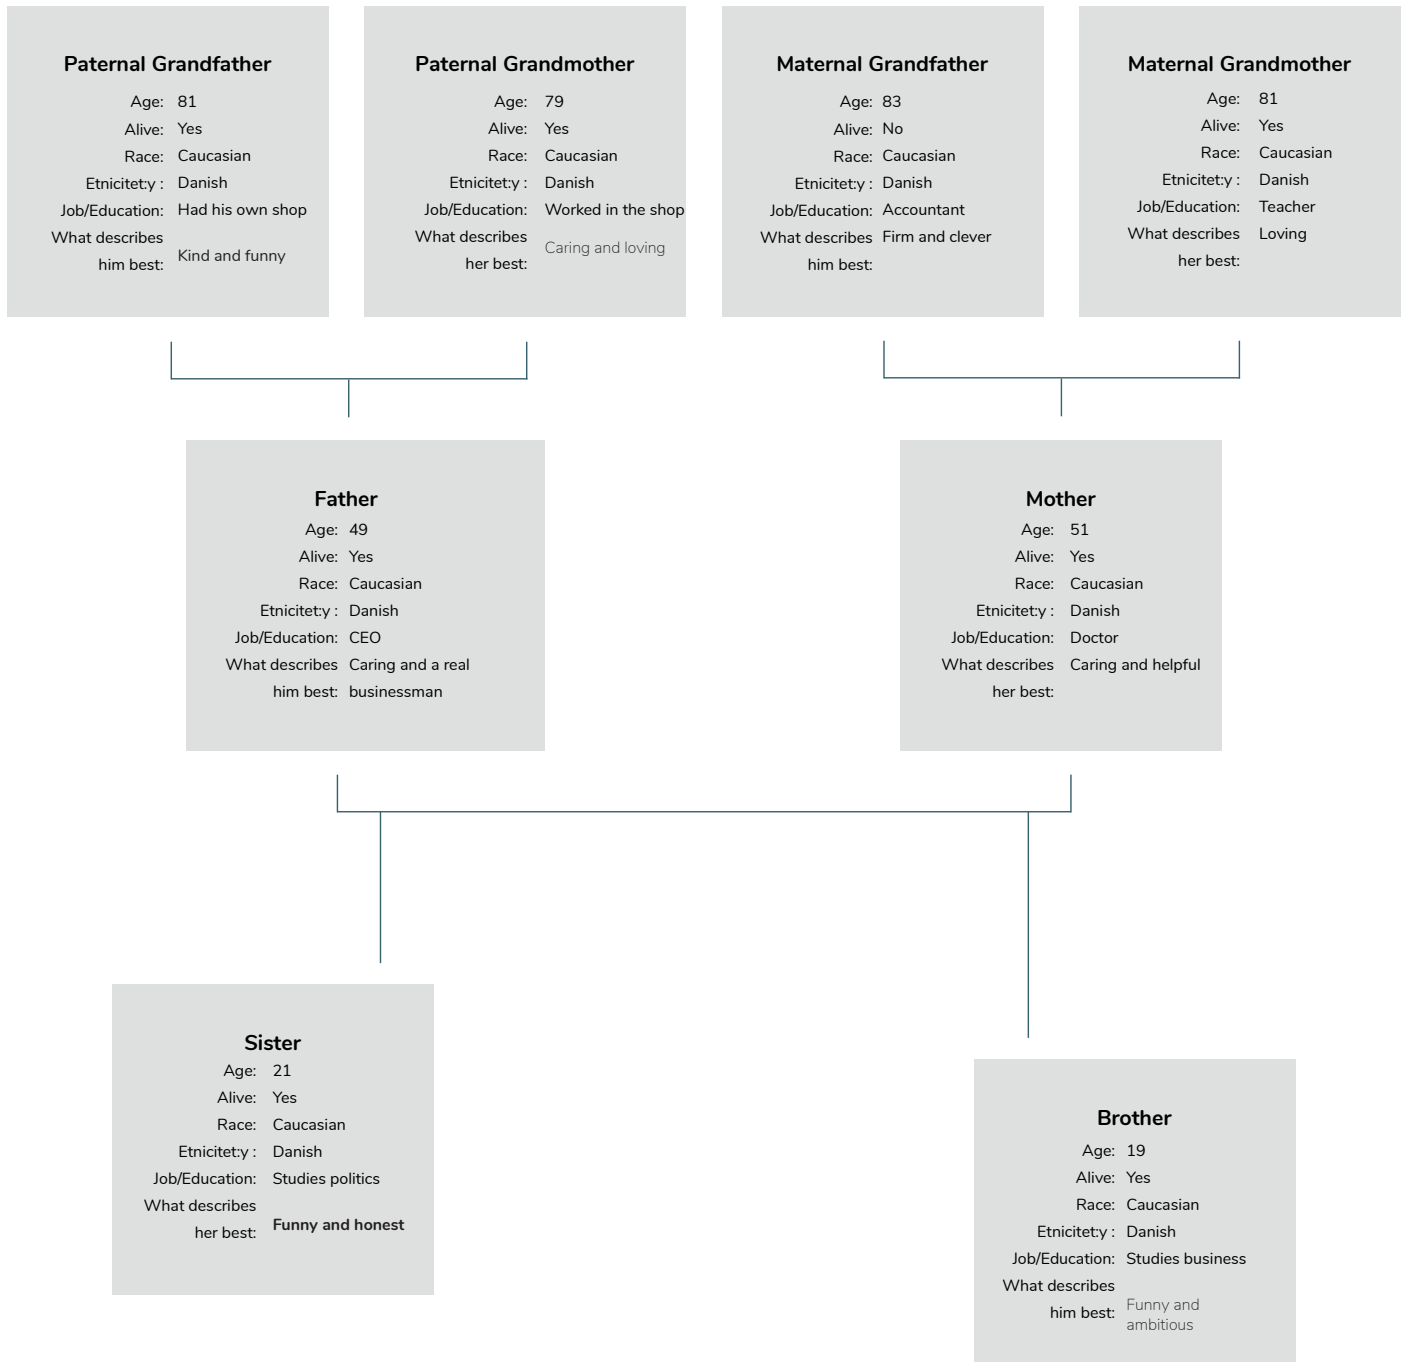 Paternal Grandfather
Age: 81
Alive: Yes
Race: Caucasian
Etnicitet:y : Danish
Job/Education: Had his own shop
What describes
him best: Kind and funny
Paternal Grandmother
Age: 79
Alive: Yes
Race: Caucasian
Etnicitet:y : Danish
Job/Education: Worked in the shop
What describes
her best: Caring and loving
Maternal Grandfather
Age: 83
Alive: No
Race: Caucasian
Etnicitet:y : Danish
Job/Education: Accountant
What describes Firm and clever
him best:
Maternal Grandmother
Age: 81
Alive: Yes
Race: Caucasian
Etnicitet:y : Danish
Job/Education: Teacher
What describes Loving
her best:
Father
Age: 49
Alive: Yes
Race: Caucasian
Etnicitet:y : Danish
Job/Education: CEO
What describes Caring and a real
him best: businessman
Mother
Age: 51
Alive: Yes
Race: Caucasian
Etnicitet:y : Danish
Job/Education: Doctor
What describes Caring and helpful
her best:
Sister
Age: 21
Alive: Yes
Race: Caucasian
Etnicitet:y : Danish
Job/Education: Studies politics
What describes
her best: Funny and honest
Brother
Age: 19
Alive: Yes
Race: Caucasian
Etnicitet:y : Danish
Job/Education: Studies business
What describes
him best: Funny and
ambitious